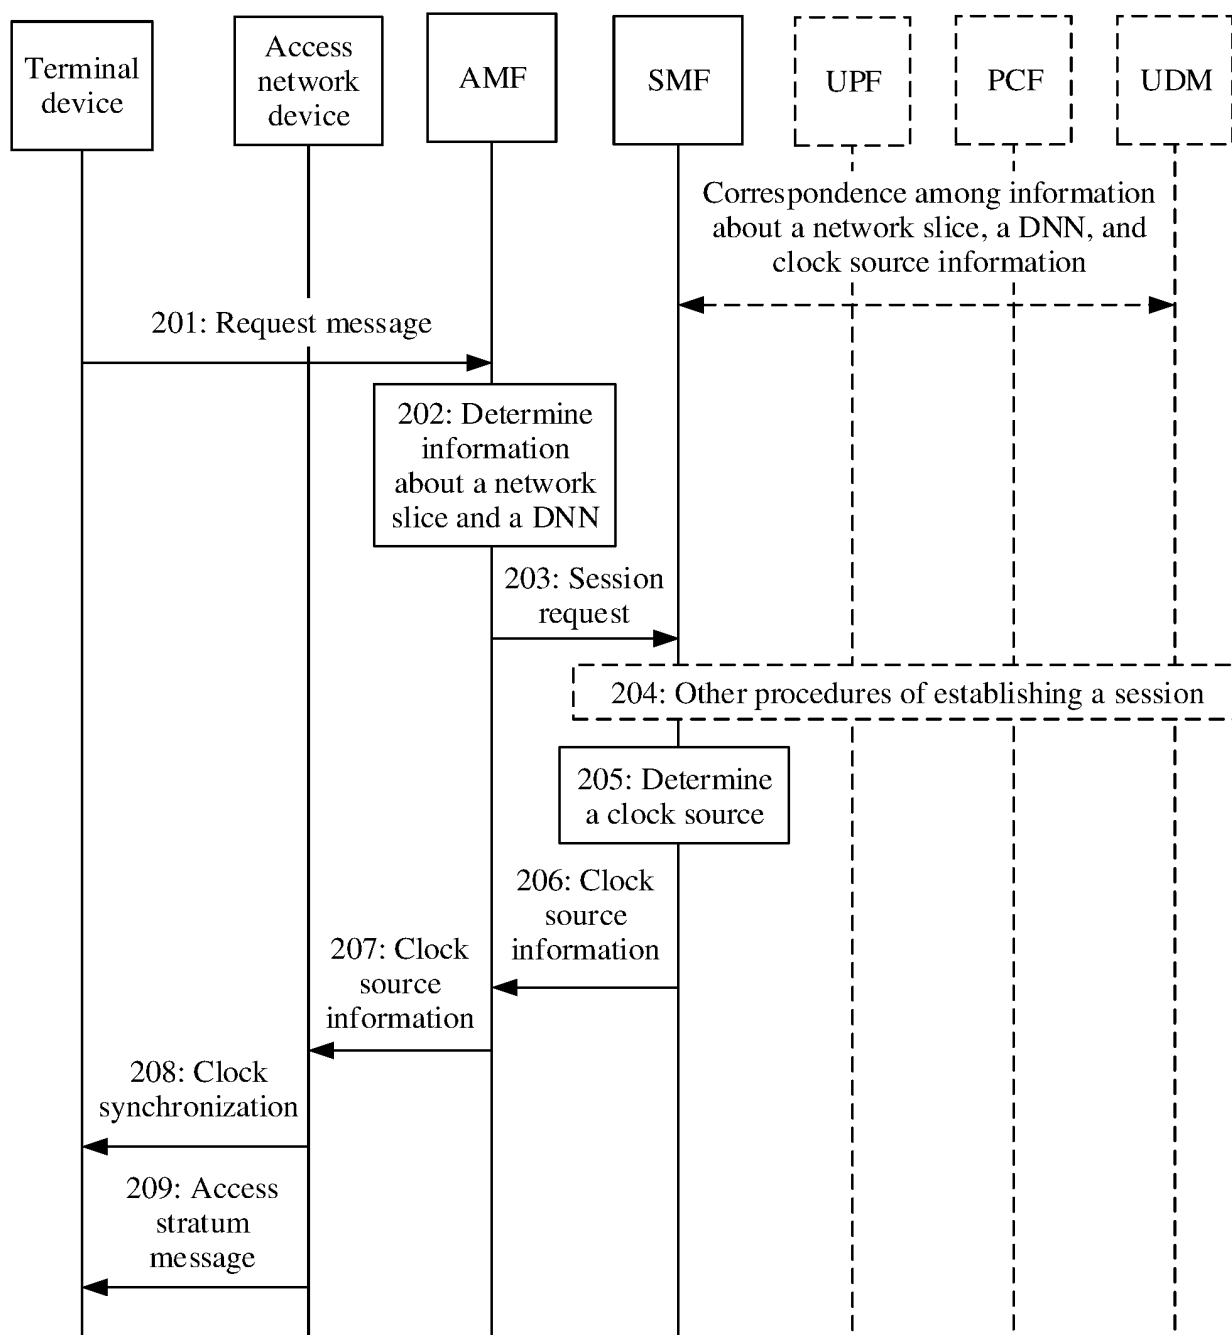 Terminal
device
Access
network
device
AMF
SMF
UPF
PCF
UDM
Correspondence among information
about a network slice, a DNN, and
clock source information
201: Request message
202: Determine
information
about a network
slice and a DNN
203: Session
request
204: Other procedures of establishing a session
205: Determine
a clock source
206: Clock
source
information
207: Clock
source
information
208: Clock
synchronization
209: Access
stratum
message